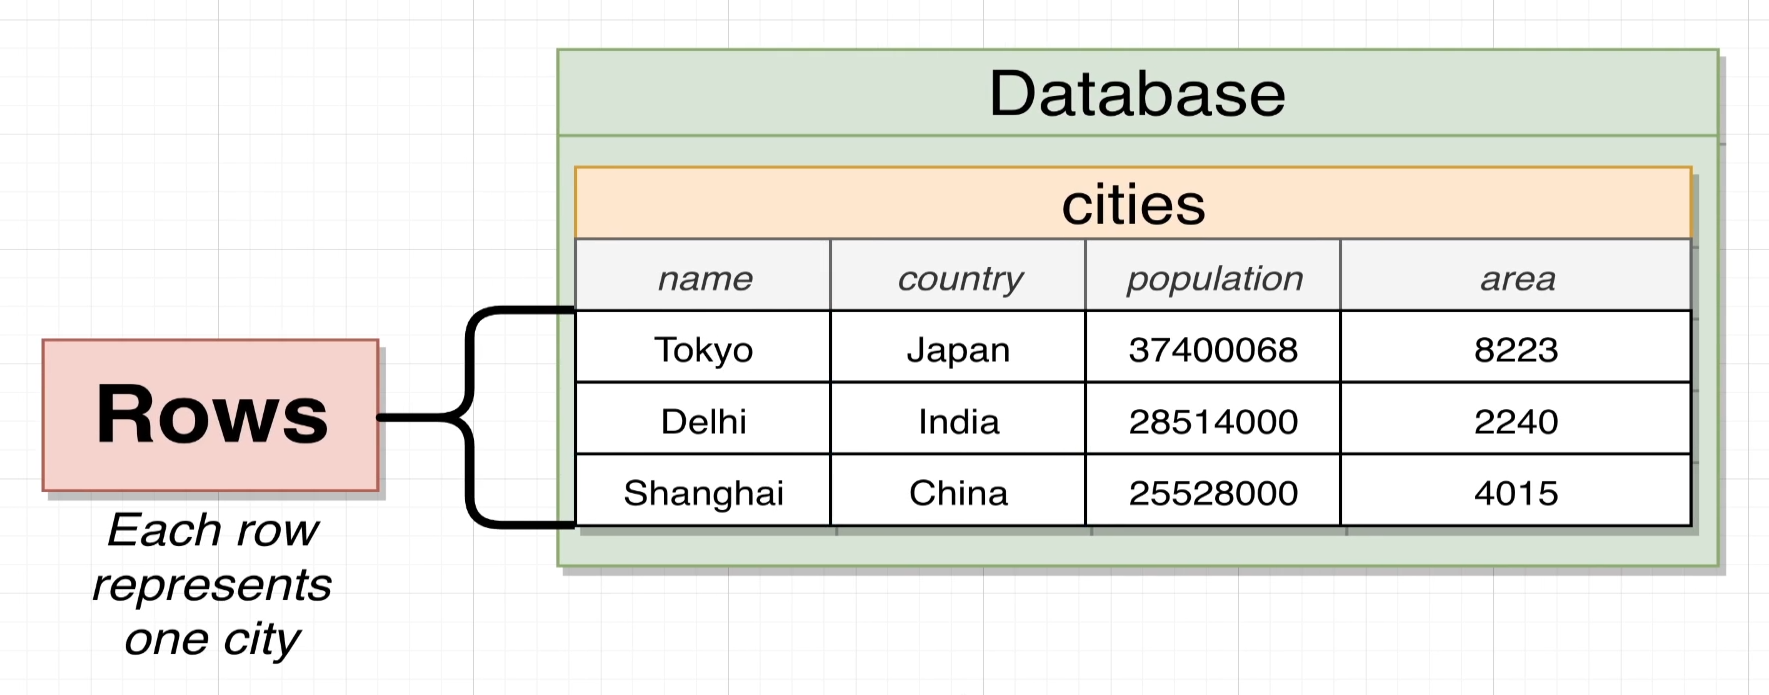 Database
cities
name country population area
Tokyo Japan 37400068 8223
Delhi India 28514000 2240
Shanghai China 25528000 4015
Rows
Each row
represents
one city